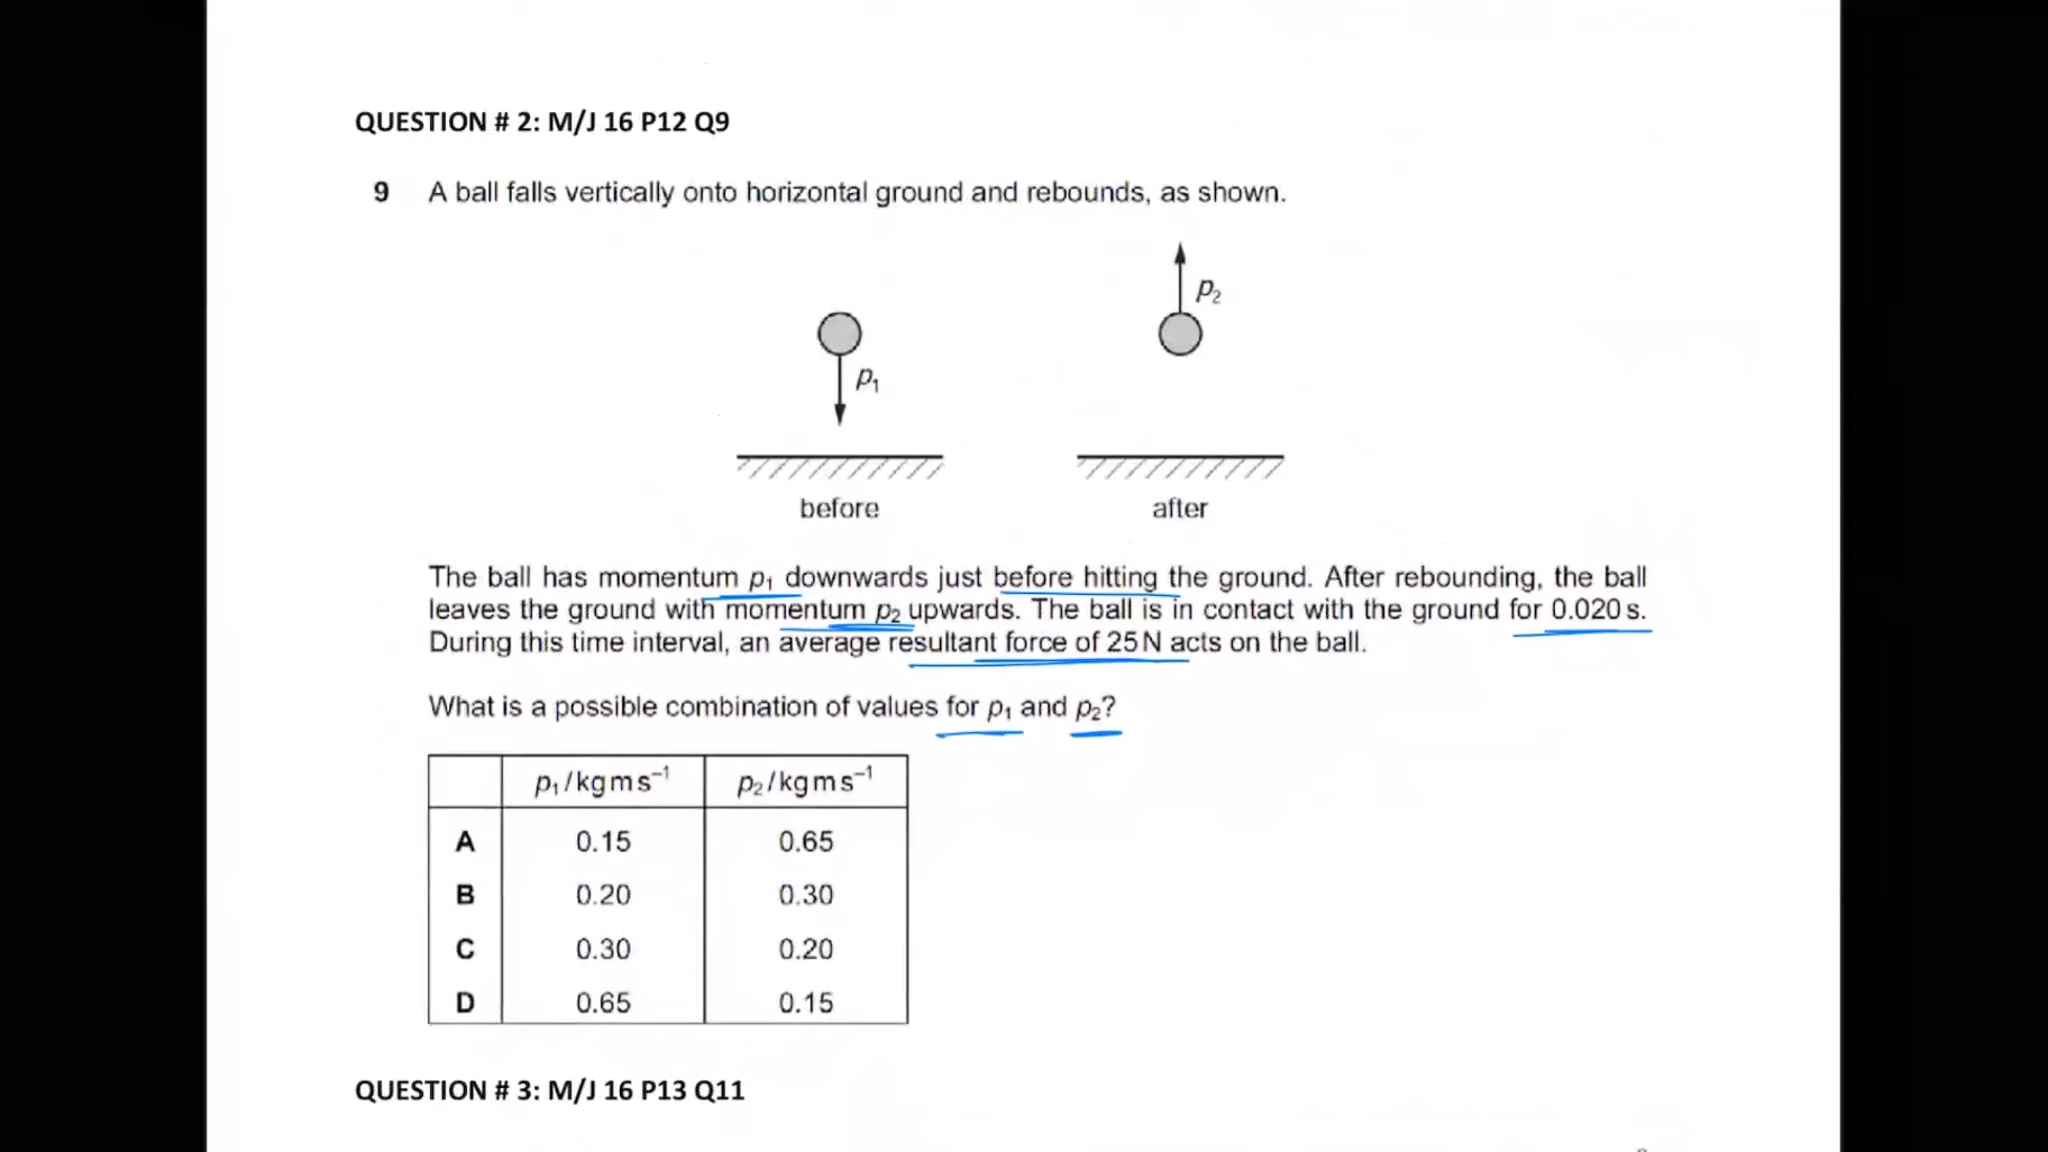 QUESTION # 2: M/J 16 P12 Q9
9 A ball falls vertically onto horizontal ground and rebounds, as shown.
p₂
p₁
before after
The ball has momentum p₁ downwards just before hitting the ground. After rebounding, the ball
leaves the ground with momentum p₂ upwards. The ball is in contact with the ground for 0.020 s.
During this time interval, an average resultant force of 25 N acts on the ball.
What is a possible combination of values for p₁ and p₂?
p₁ / kg m s⁻¹ p₂ / kg m s⁻¹
A 0.15 0.65
B 0.20 0.30
C 0.30 0.20
D 0.65 0.15
QUESTION # 3: M/J 16 P13 Q11